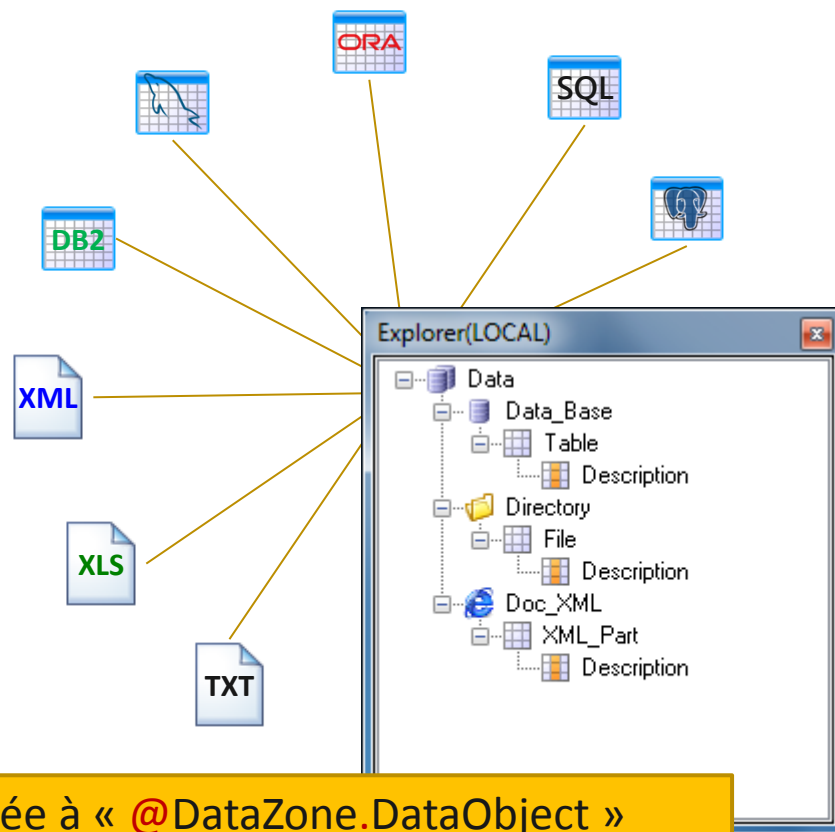 ORA
SQL
DB2
XML
XLS
TXT
Explorer(LOCAL)
Data
Data_Base
Table
Description
Directory
File
Description
Doc_XML
XML_Part
Description
ée à « @DataZone.DataObject »